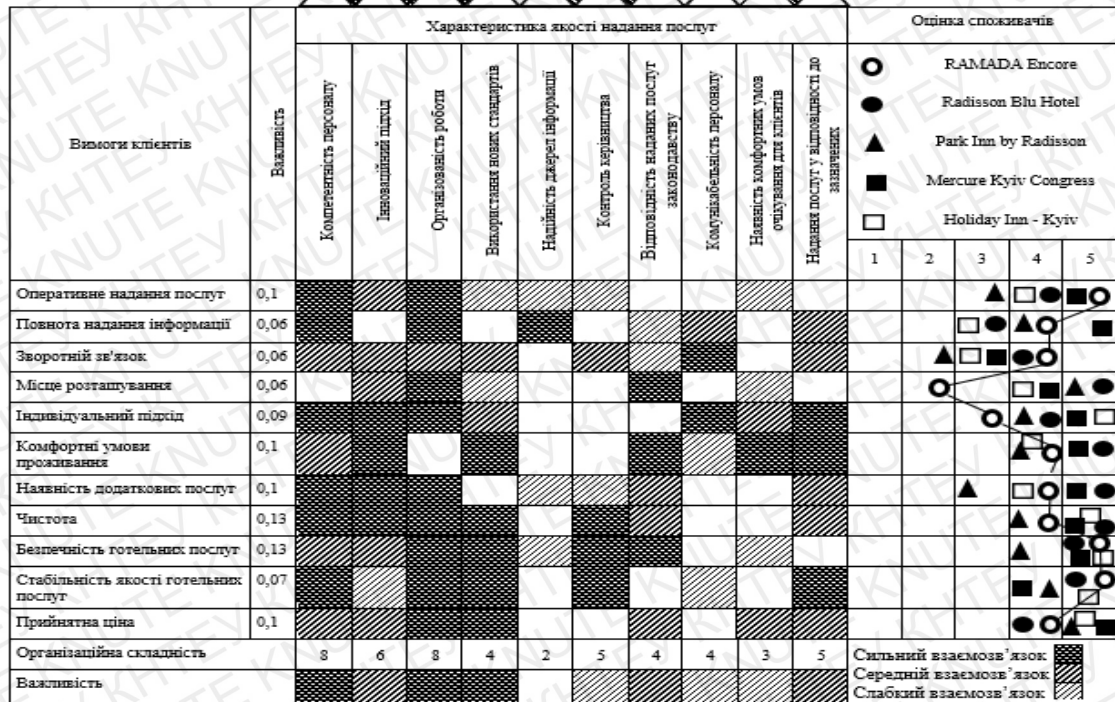 Характеристика якості надання послуг
Оцінка споживачів
Вимоги клієнтів
Важливість
Компетентність персоналу
Інноваційний підхід
Організованість роботи
Використання нових стандартів
Надійність джерел інформації
Контроль керівництва
Відповідність наданих послуг
законодавству
Комунікабельність персоналу
Наявність комфортних умов
очікування для клієнтів
Надання послуг у відповідності до
зазначених
RAMADA Encore
Radisson Blu Hotel
Park Inn by Radisson
Mercure Kyiv Congress
Holiday Inn - Kyiv
1 2 3 4 5
Оперативне надання послуг 0,1
Повнота надання інформації 0,06
Зворотній зв'язок 0,06
Місце розташування 0,06
Індивідуальний підхід 0,09
Комфортні умови
проживання 0,1
Наявність додаткових послуг 0,1
Чистота 0,13
Безпечність готельних послуг 0,13
Стабільність якості готельних
послуг 0,07
Прийнятна ціна 0,1
Організаційна складність 8 6 8 4 2 5 4 4 3 5
Важливість
Сильний взаємозв’язок
Середній взаємозв’язок
Слабкий взаємозв’язок